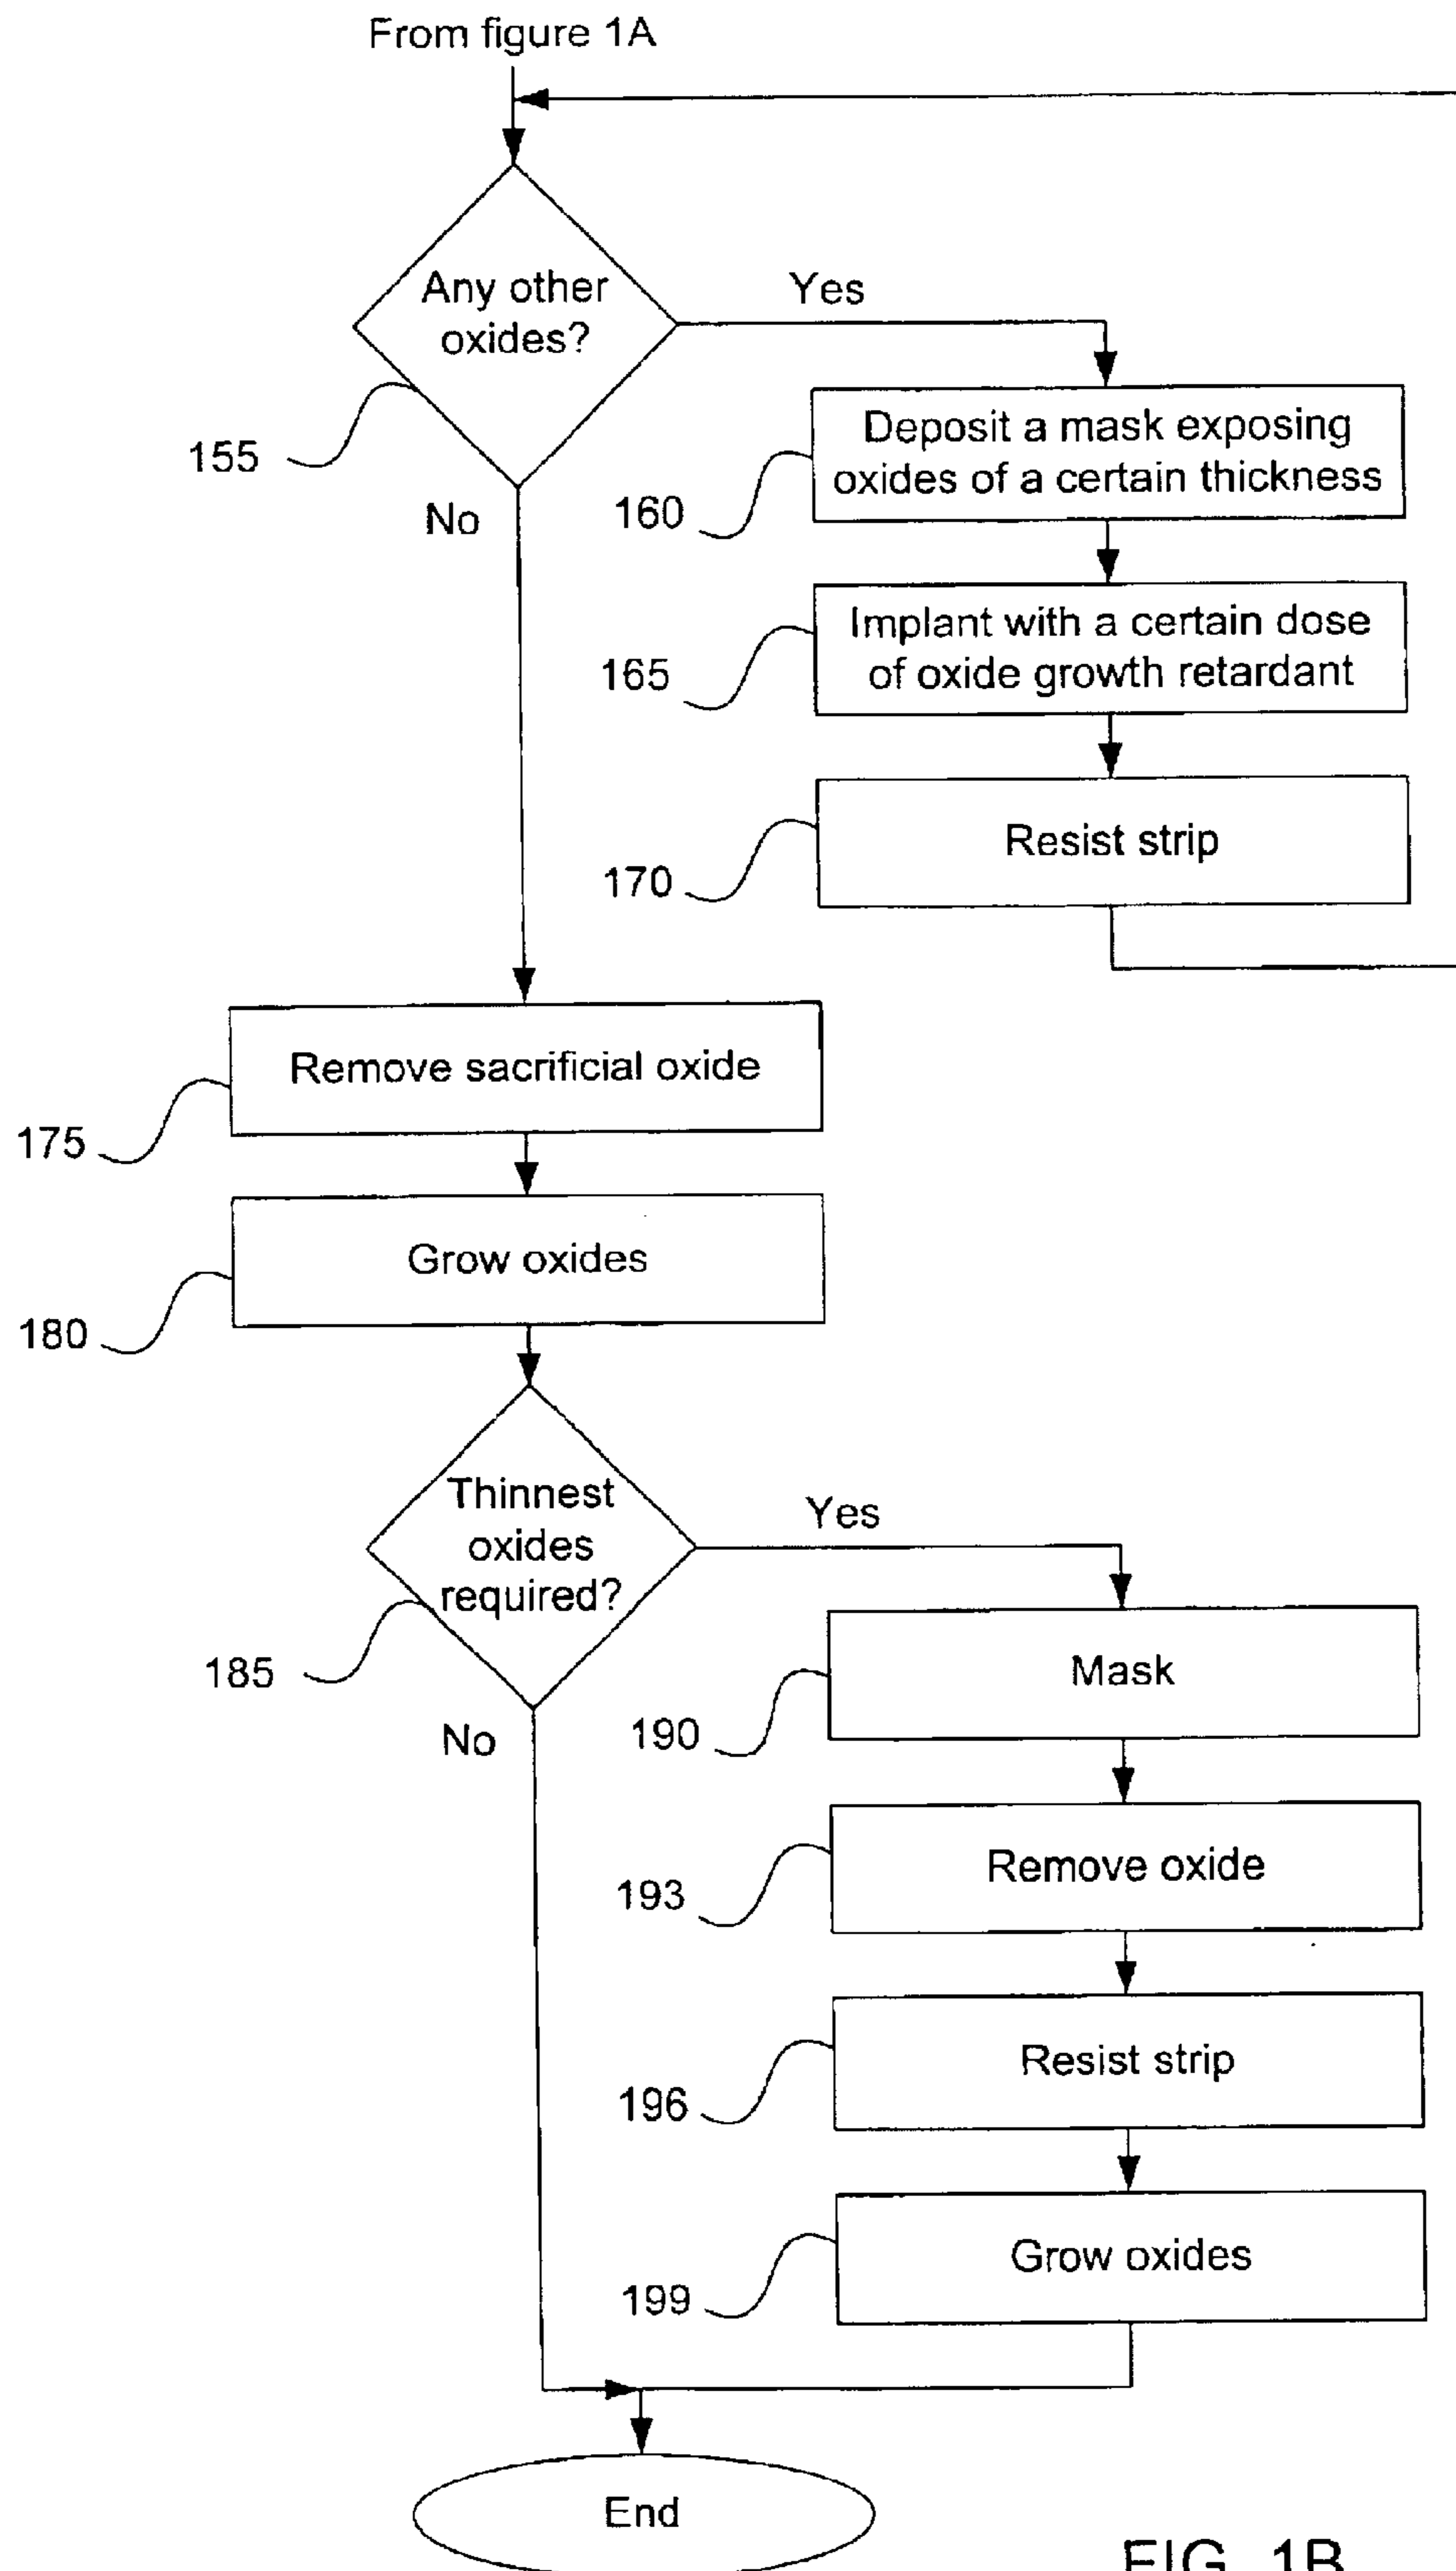 From figure 1A
Any other
oxides?
Yes
155
No
Deposit a mask exposing
oxides of a certain thickness
160
Implant with a certain dose
of oxide growth retardant
165
Resist strip
170
Remove sacrificial oxide
175
Grow oxides
180
Thinnest
oxides
required?
Yes
185
No
Mask
190
Remove oxide
193
Resist strip
196
Grow oxides
199
End
FIG. 1B